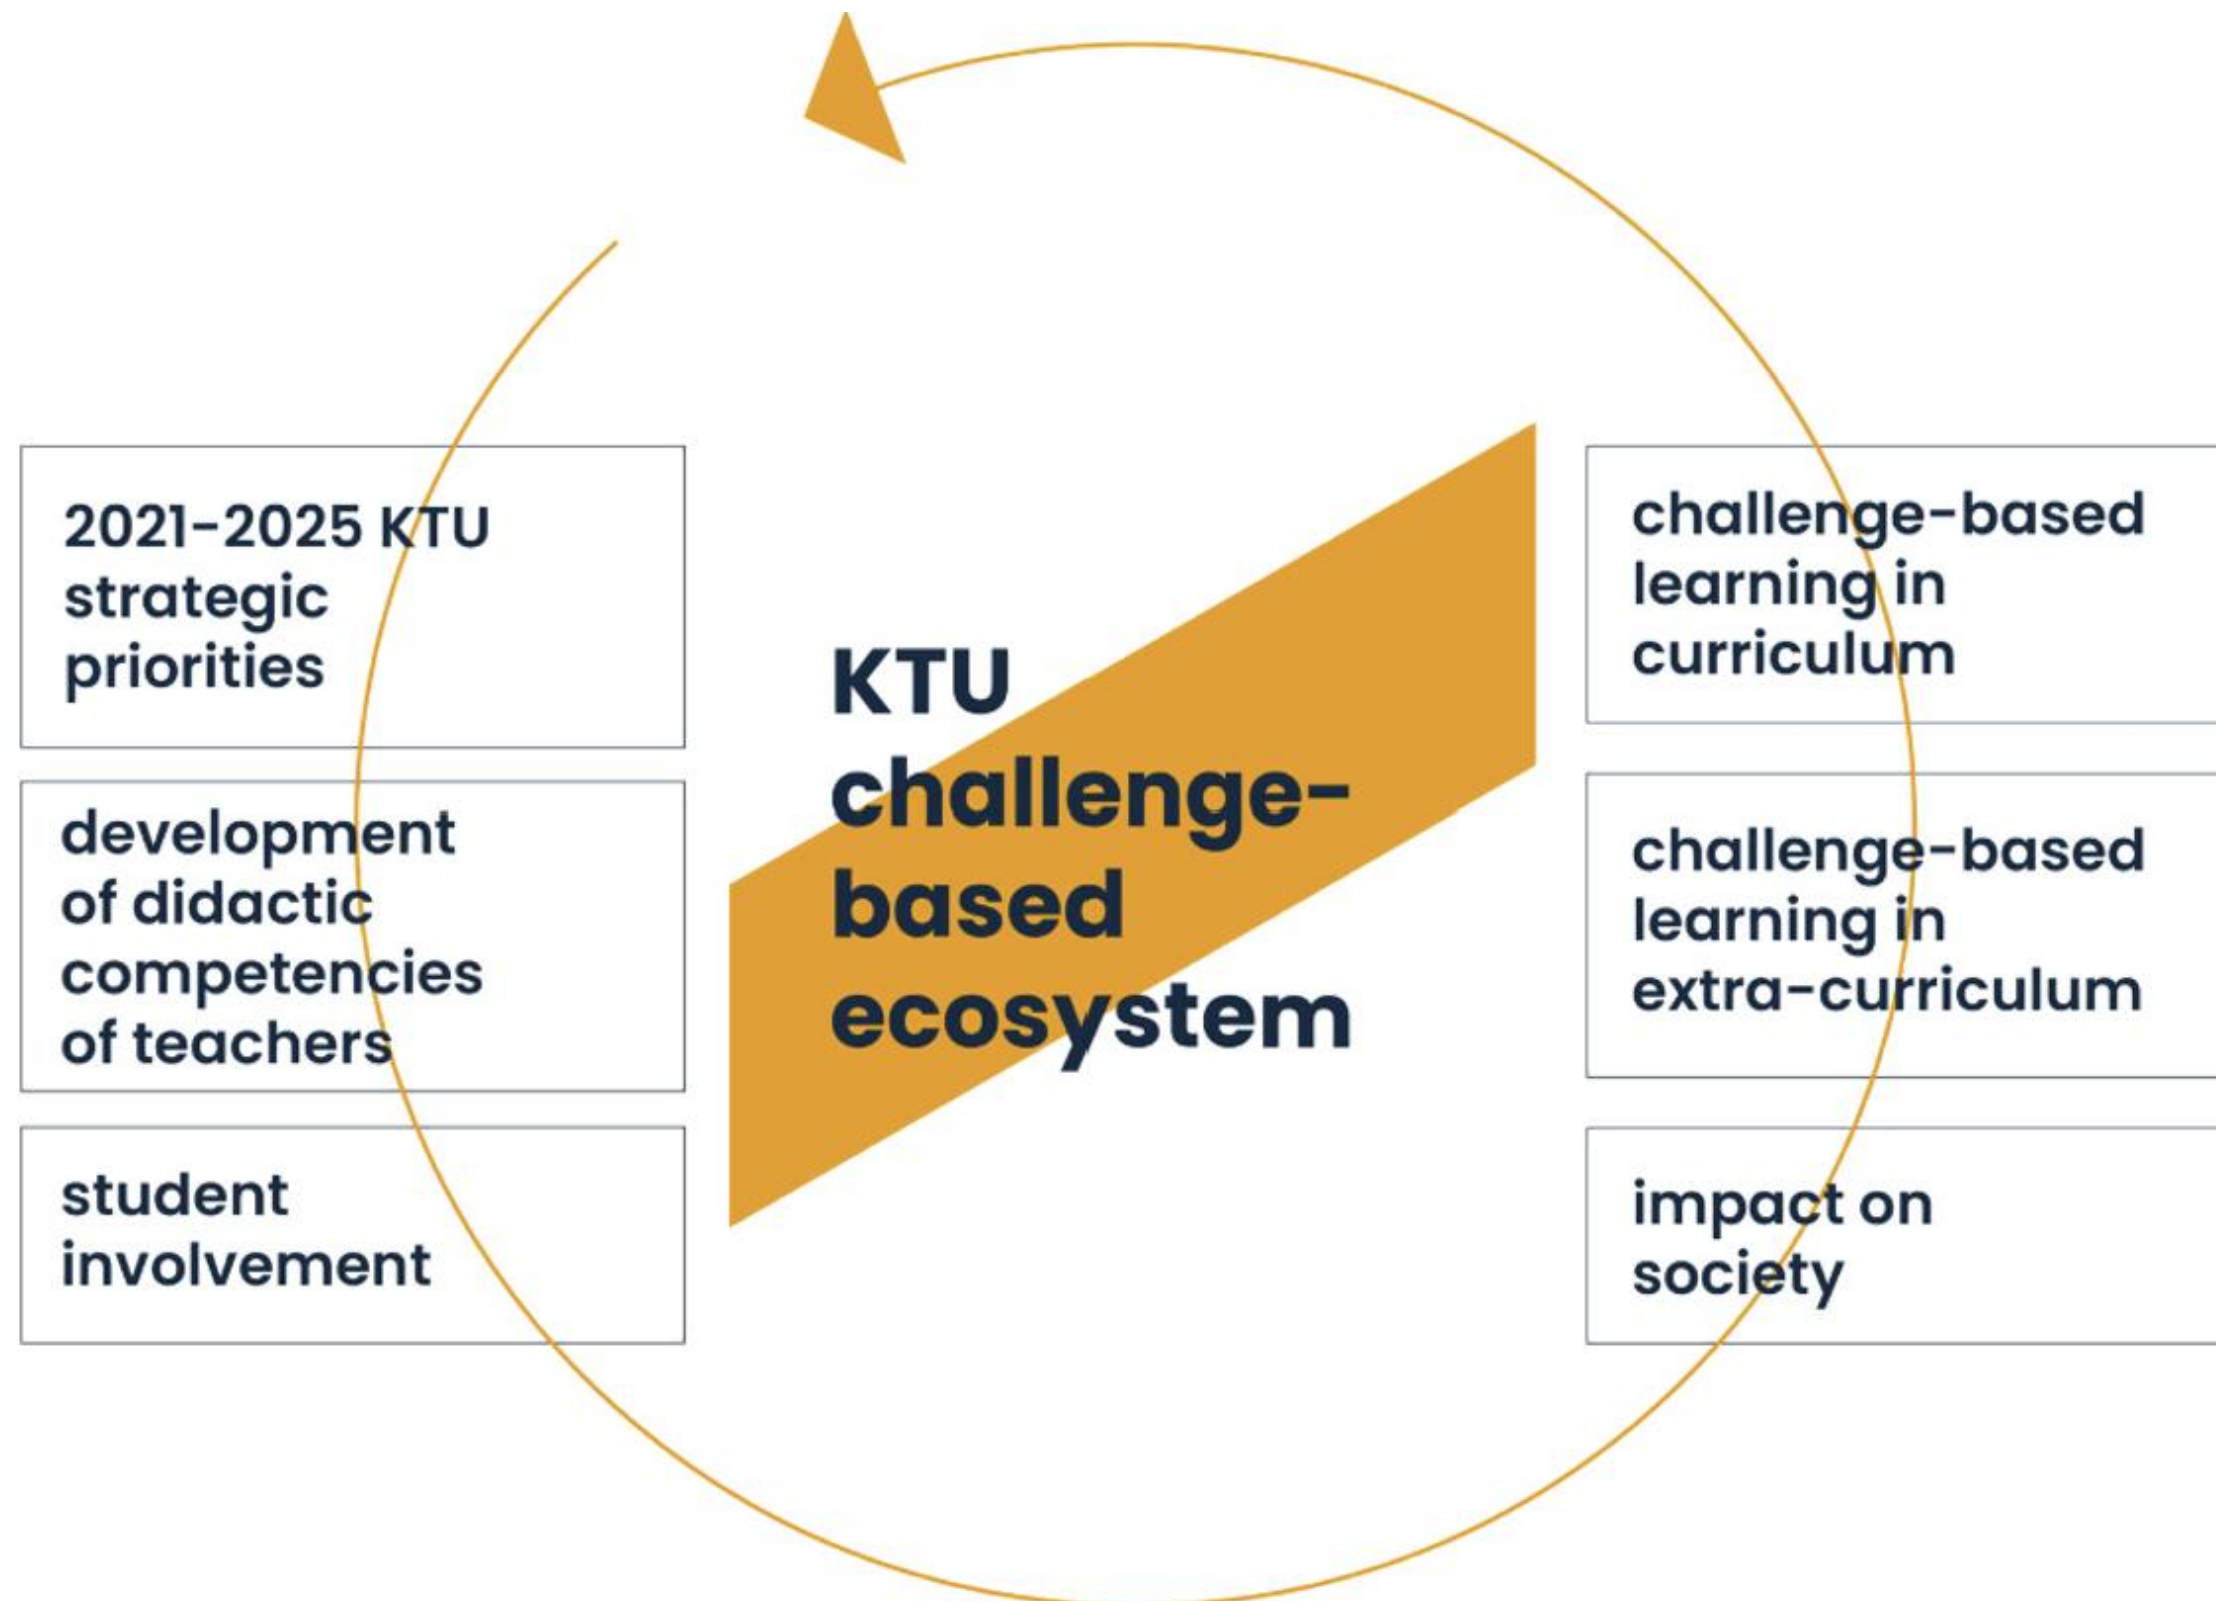 2021-2025 KTU
strategic
priorities
development
of didactic
competencies
of teachers
student
involvement
KTU
challenge-
based
ecosystem
challenge-based
learning in
curriculum
challenge-based
learning in
extra-curriculum
impact on
society